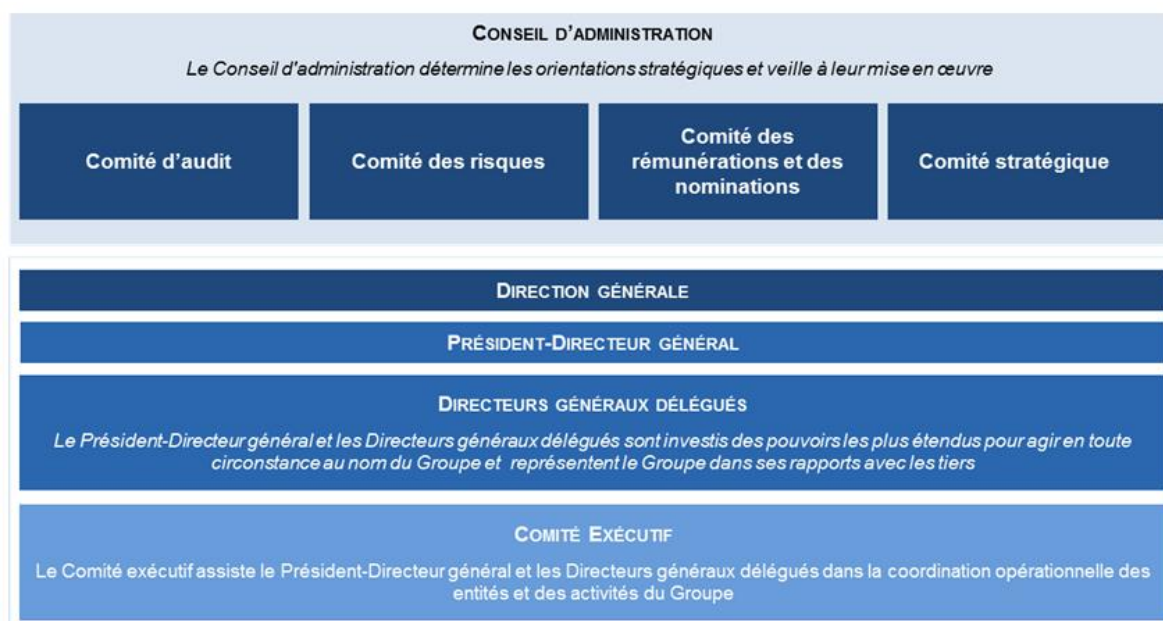 CONSEIL D'ADMINISTRATION
Le Conseil d'administration détermine les orientations stratégiques et veille à leur mise en œuvre
Comité d'audit
Comité des risques
Comité des
rémunérations et des
nominations
Comité stratégique
DIRECTION GÉNÉRALE
PRÉSIDENT-DIRECTEUR GÉNÉRAL
DIRECTEURS GÉNÉRAUX DÉLÉGUÉS
Le Président-Directeur général et les Directeurs généraux délégués sont investis des pouvoirs les plus étendus pour agir en toute
circonstance au nom du Groupe et représentent le Groupe dans ses rapports avec les tiers
COMITÉ EXÉCUTIF
Le Comité exécutif assiste le Président-Directeur général et les Directeurs généraux délégués dans la coordination opérationnelle des
entités et des activités du Groupe